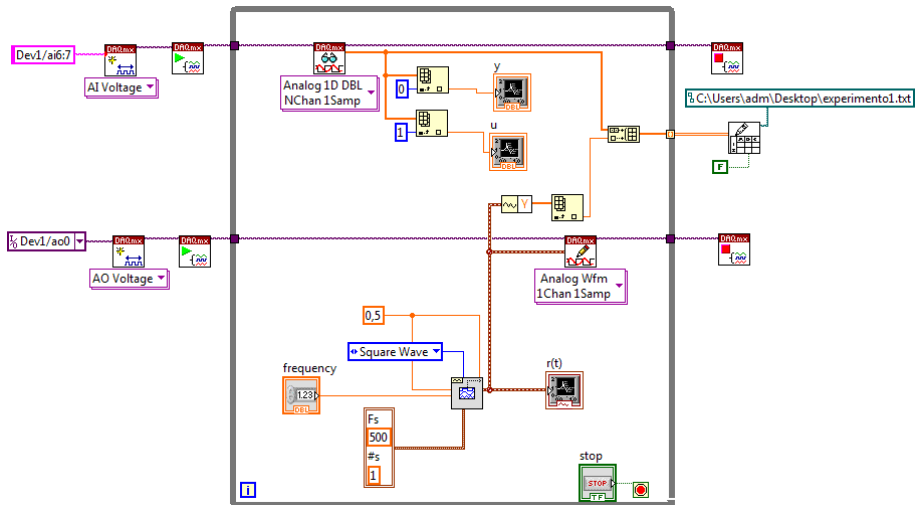 Dev1/ai6:7
DAQmx
AI Voltage
DAQmx
DAQmx
Analog 1D DBL
NChan 1Samp
0
1
y
DBL
u
DBL
DAQmx
C:\Users\adm\Desktop\experimento1.txt
F
Y
Dev1/ao0
DAQmx
AO Voltage
DAQmx
DAQmx
Analog Wfm
1Chan 1Samp
DAQmx
0,5
Square Wave
frequency
1.23
DBL
r(t)
Fs
500
#s
1
i
stop
STOP
TF